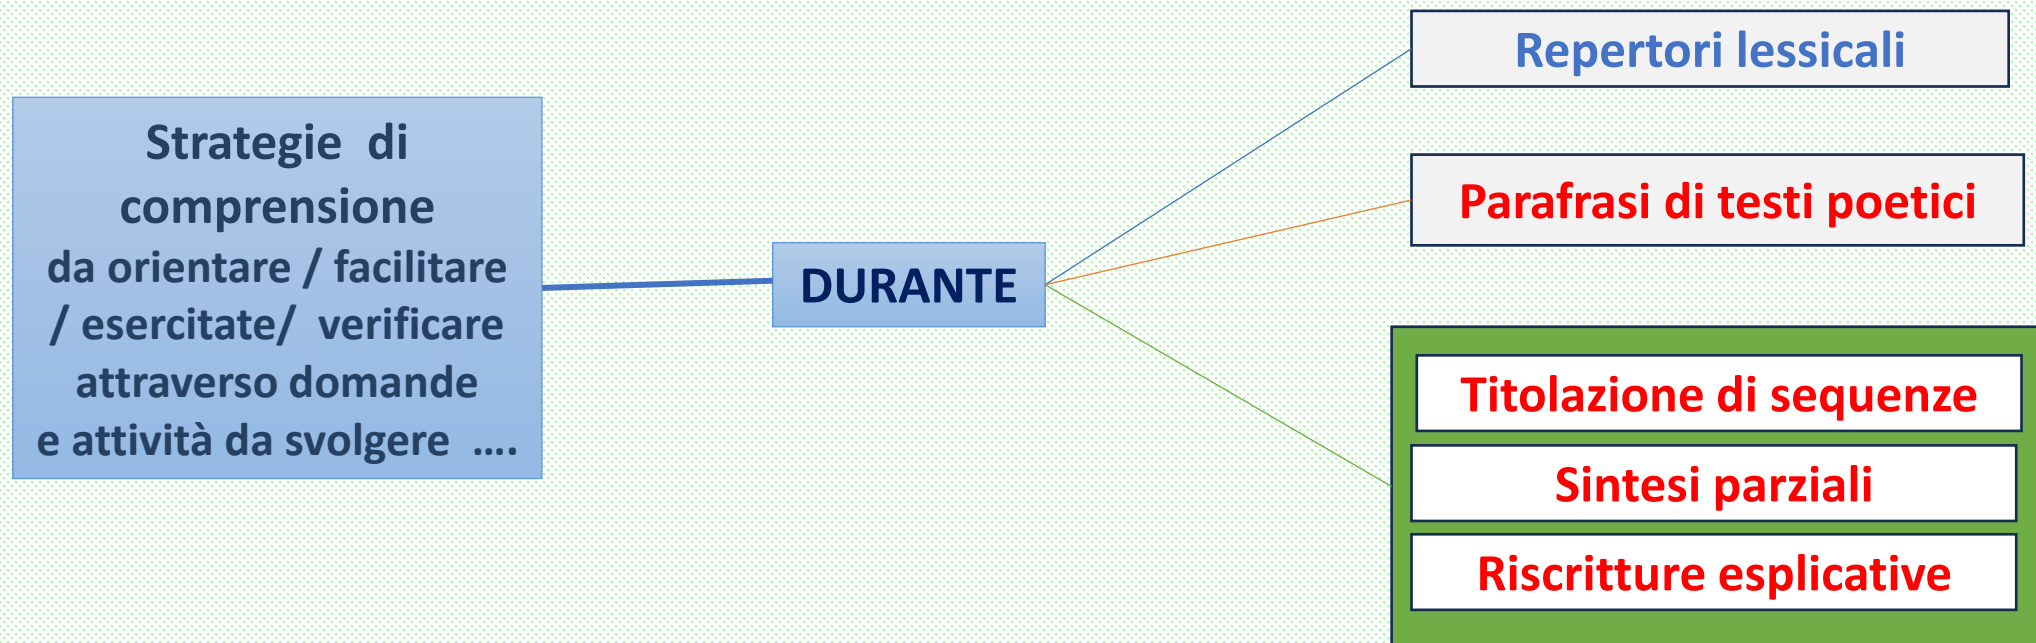 Strategie di
comprensione
da orientare / facilitare
/ esercitate/ verificare
attraverso domande
e attività da svolgere ….
DURANTE
Repertori lessicali
Parafrasi di testi poetici
Titolazione di sequenze
Sintesi parziali
Riscritture esplicative